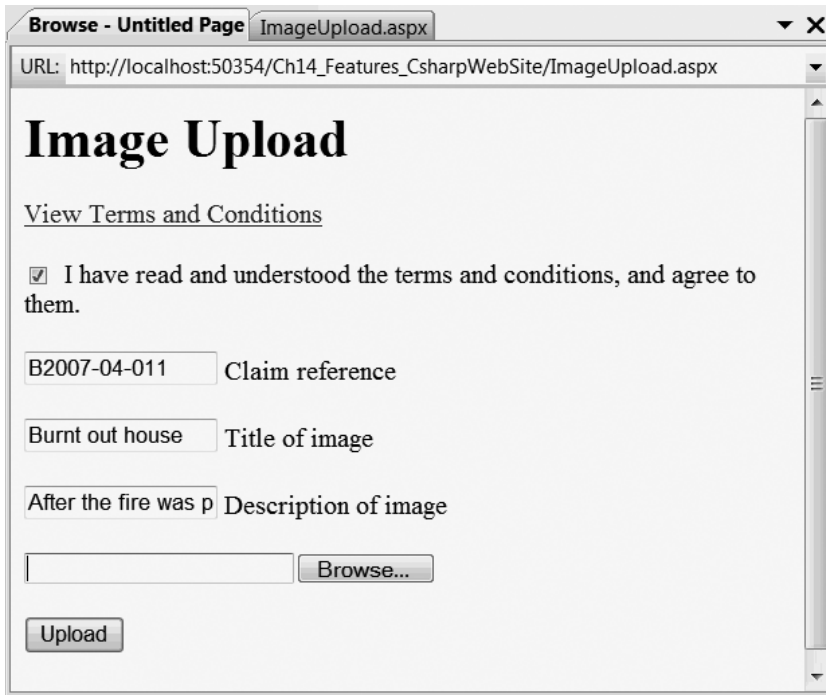 Browse - Untitled Page ImageUpload.aspx
URL: http://localhost:50354/Ch14_Features_CsharpWebSite/ImageUpload.aspx
Image Upload
View Terms and Conditions
I have read and understood the terms and conditions, and agree to
them.
B2007-04-011 Claim reference
Burnt out house Title of image
After the fire was p Description of image
Browse...
Upload